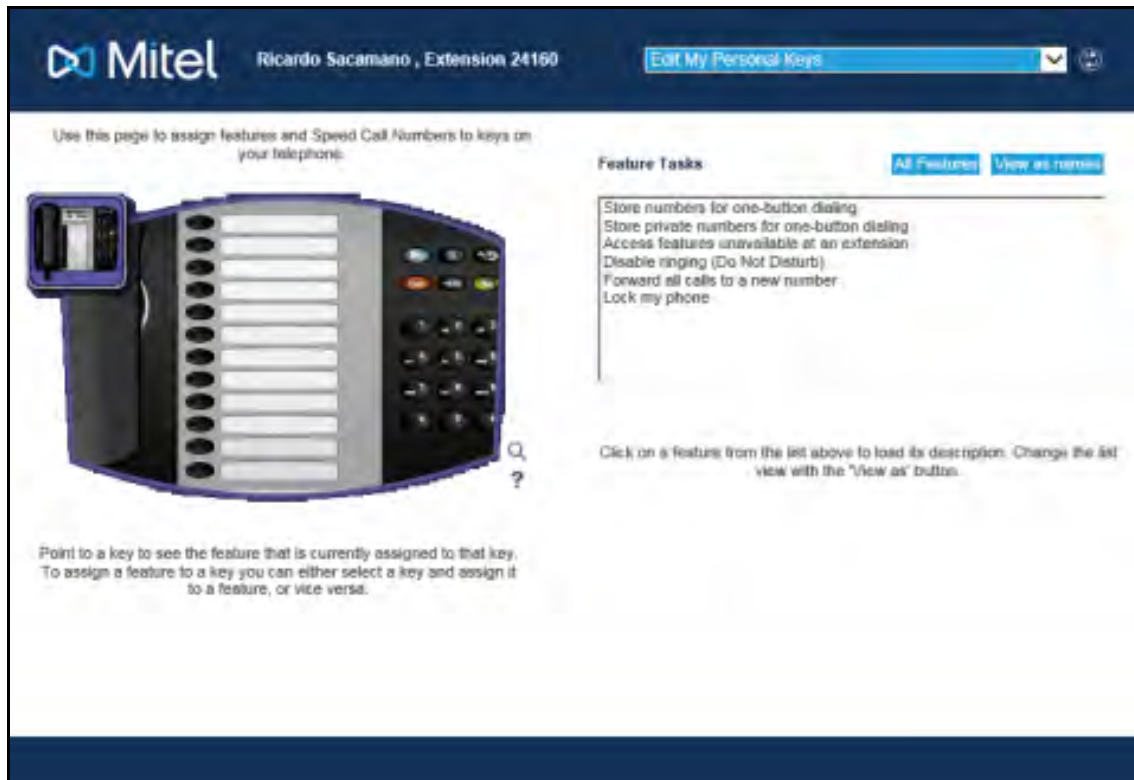 Mitel
Ricardo Sacamano , Extension 24160
Edit My Personal Keys
Use this page to assign features and Speed Call Numbers to keys on
your telephone.
Feature Tasks
All Features
View as names
Store numbers for one-button dialing
Store private numbers for one-button dialing
Access features unavailable at an extension
Disable ringing (Do Not Disturb)
Forward all calls to a new number
Lock my phone
?
Click on a feature from the list above to load its description. Change the list
view with the 'View as' button.
Point to a key to see the feature that is currently assigned to that key.
To assign a feature to a key you can either select a key and assign it
to a feature, or vice versa.